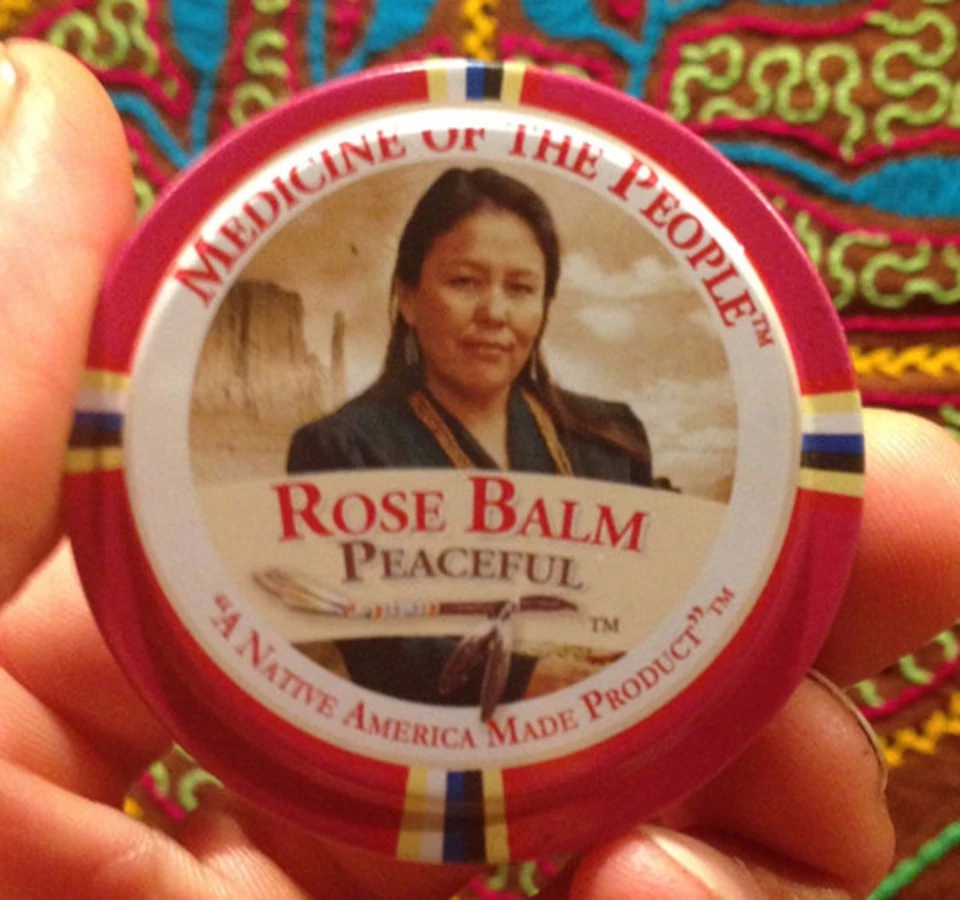 MEDICINE OF THE PEOPLE™
ROSE BALM
PEACEFUL
TM
"A NATIVE AMERICA MADE PRODUCT"™